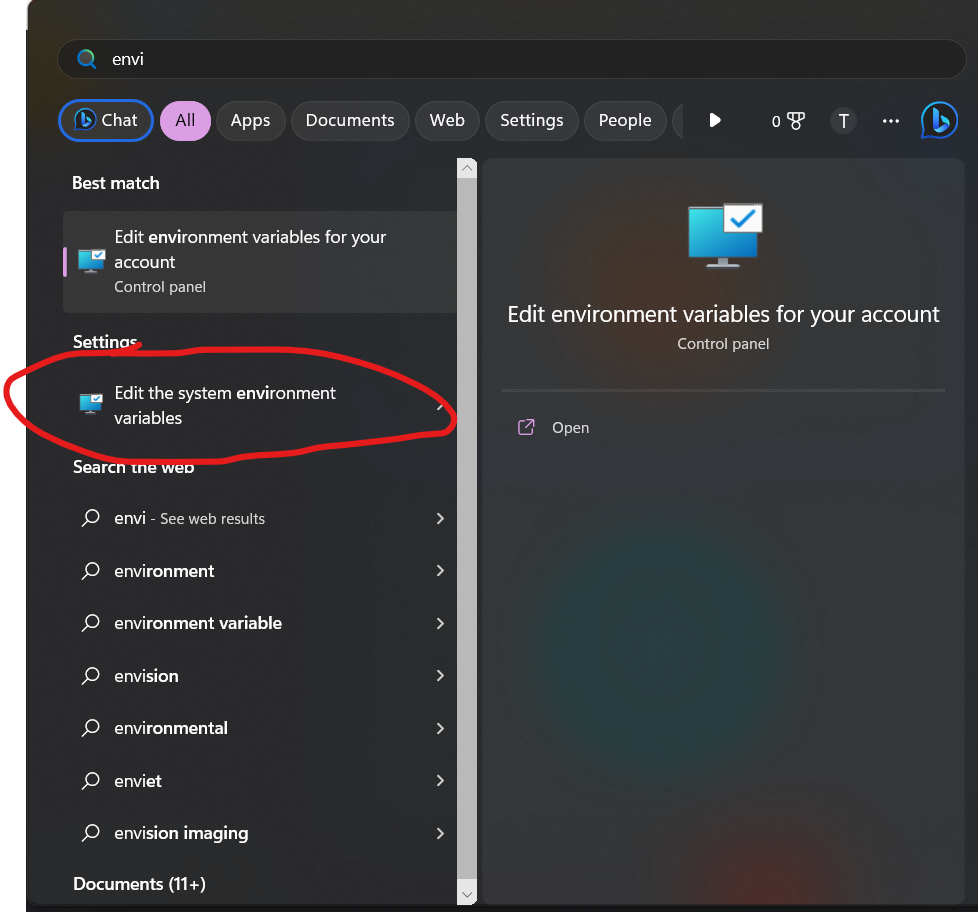 envi
Chat
All
Apps
Documents
Web
Settings
People
0
T
Best match
Edit environment variables for your
account
Control panel
Settings
Edit the system environment
variables
Search the web
envi - See web results
environment
environment variable
envision
environmental
enviet
envision imaging
Documents (11+)
Edit environment variables for your account
Control panel
Open